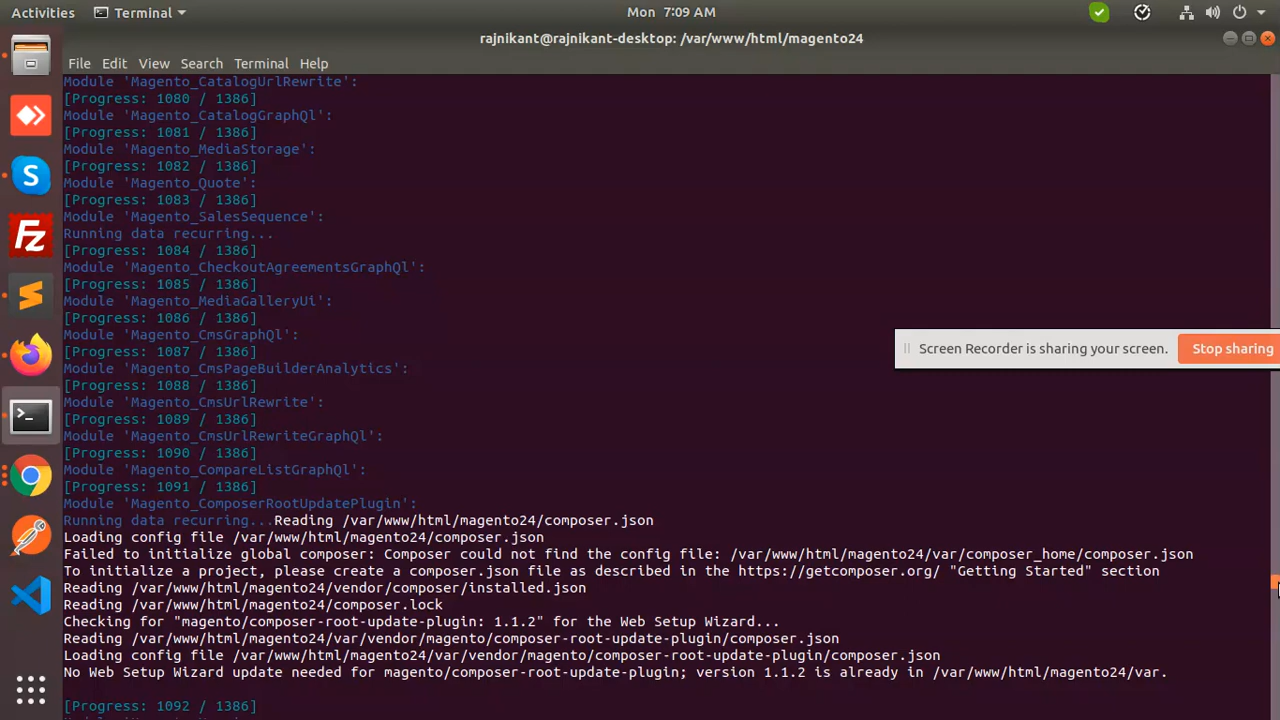 Activities Terminal Mon 7:09 AM
rajnikant@rajnikant-desktop: /var/www/html/magento24
File Edit View Search Terminal Help
Module 'Magento_CatalogUrlRewrite':
[Progress: 1080 / 1386]
Module 'Magento_CatalogGraphQl':
[Progress: 1081 / 1386]
Module 'Magento_MediaStorage':
[Progress: 1082 / 1386]
Module 'Magento_Quote':
[Progress: 1083 / 1386]
Module 'Magento_SalesSequence':
Running data recurring...
[Progress: 1084 / 1386]
Module 'Magento_CheckoutAgreementsGraphQl':
[Progress: 1085 / 1386]
Module 'Magento_MediaGalleryUi':
[Progress: 1086 / 1386]
Module 'Magento_CmsGraphQl':
[Progress: 1087 / 1386]
Screen Recorder is sharing your screen. Stop sharing
Module 'Magento_CmsPageBuilderAnalytics':
[Progress: 1088 / 1386]
Module 'Magento_CmsUrlRewrite':
[Progress: 1089 / 1386]
Module 'Magento_CmsUrlRewriteGraphQl':
[Progress: 1090 / 1386]
Module 'Magento_CompareListGraphQl':
[Progress: 1091 / 1386]
Module 'Magento_ComposerRootUpdatePlugin':
Running data recurring...Reading /var/www/html/magento24/composer.json
Loading config file /var/www/html/magento24/composer.json
Failed to initialize global composer: Composer could not find the config file: /var/www/html/magento24/var/composer_home/composer.json
To initialize a project, please create a composer.json file as described in the https://getcomposer.org/ "Getting Started" section
Reading /var/www/html/magento24/vendor/composer/installed.json
Reading /var/www/html/magento24/composer.lock
Checking for "magento/composer-root-update-plugin: 1.1.2" for the Web Setup Wizard...
Reading /var/www/html/magento24/var/vendor/magento/composer-root-update-plugin/composer.json
Loading config file /var/www/html/magento24/var/vendor/magento/composer-root-update-plugin/composer.json
No Web Setup Wizard update needed for magento/composer-root-update-plugin; version 1.1.2 is already in /var/www/html/magento24/var.
[Progress: 1092 / 1386]